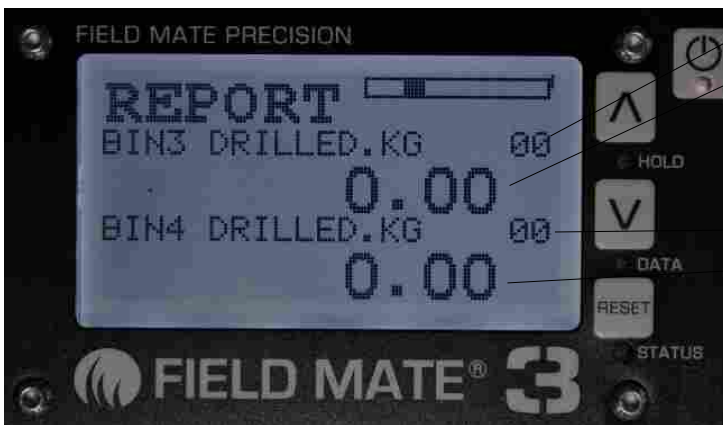 FIELD MATE PRECISION
REPORT
BIN3 DRILLED.KG 00
0.00
BIN4 DRILLED.KG 00
0.00
HOLD
DATA
RESET
STATUS
FIELD MATE® 3